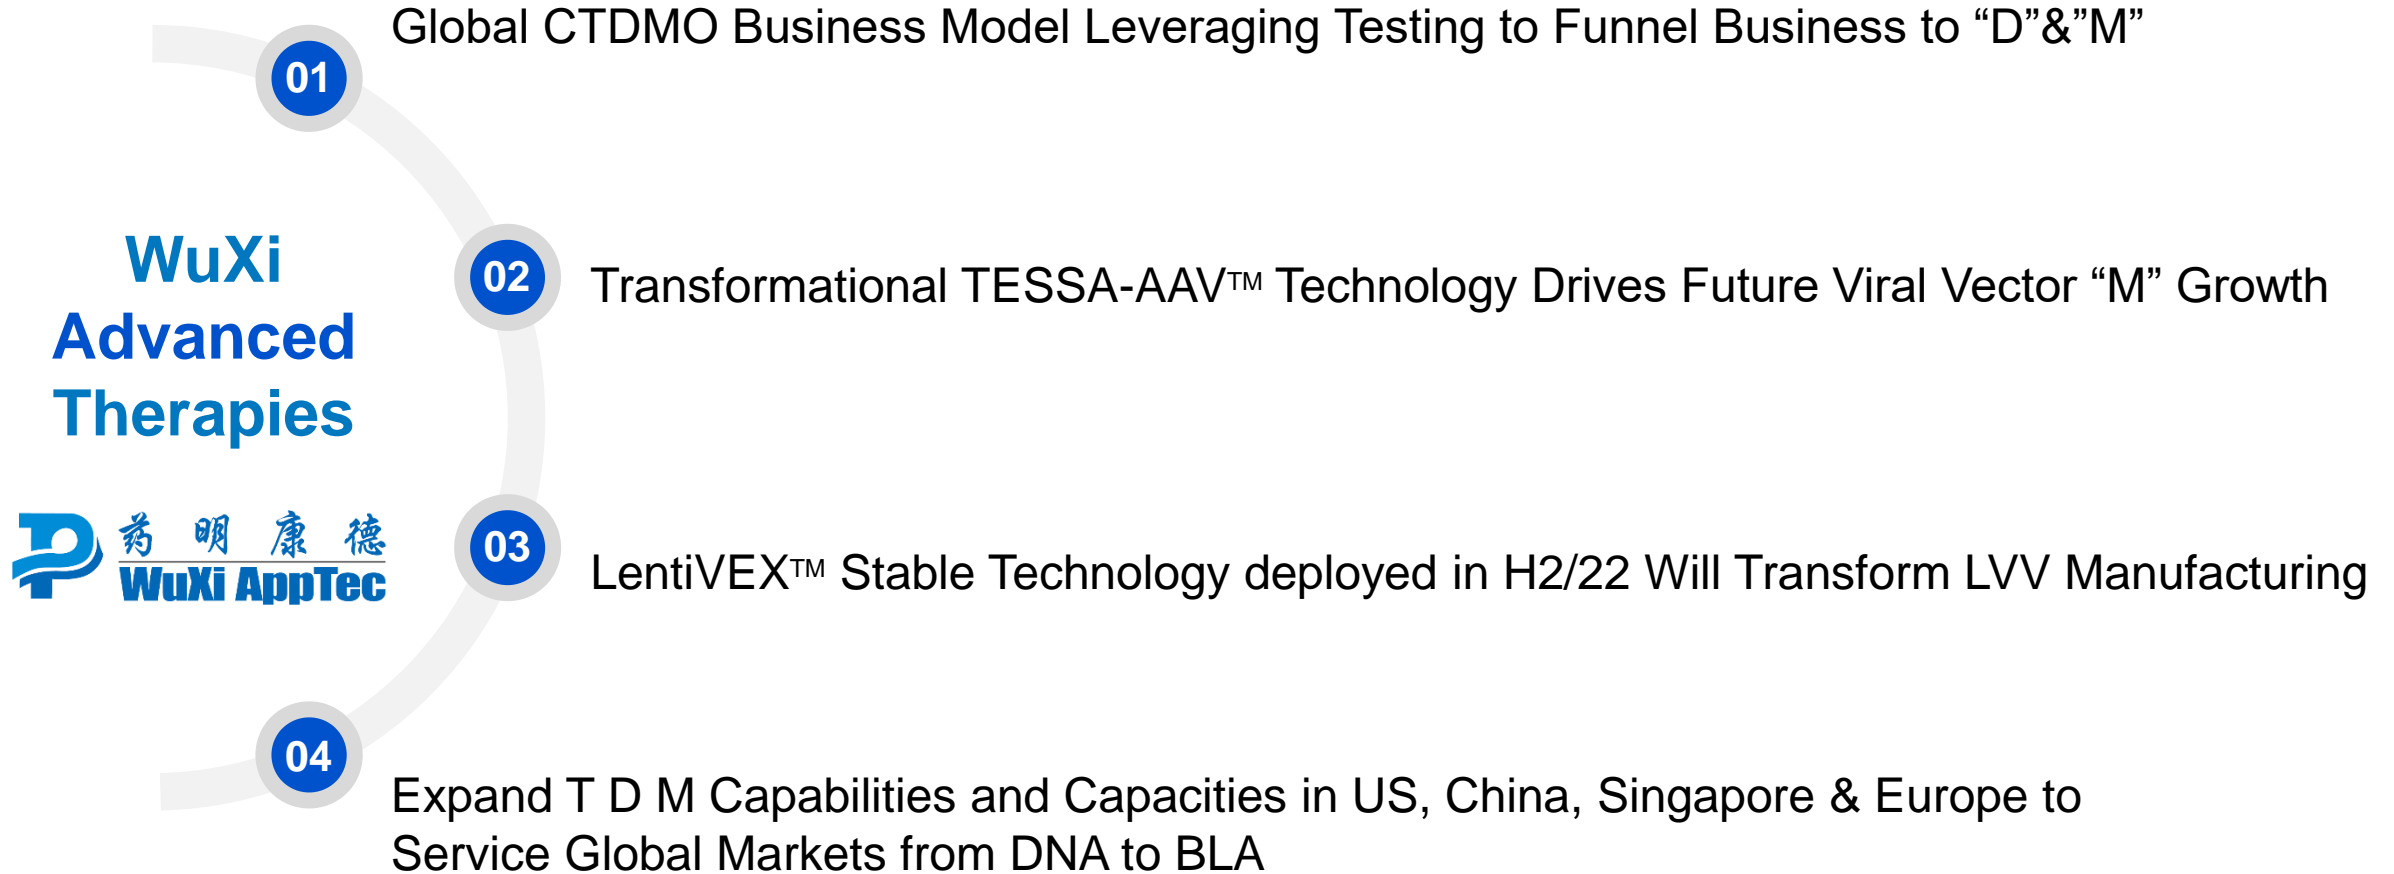 Global CTDMO Business Model Leveraging Testing to Funnel Business to “D”&”M”
01
WuXi
Advanced
Therapies
02
Transformational TESSA-AAV™ Technology Drives Future Viral Vector “M” Growth
药明康德
WuXi AppTec
03
LentiVEX™ Stable Technology deployed in H2/22 Will Transform LVV Manufacturing
04
Expand T D M Capabilities and Capacities in US, China, Singapore & Europe to
Service Global Markets from DNA to BLA